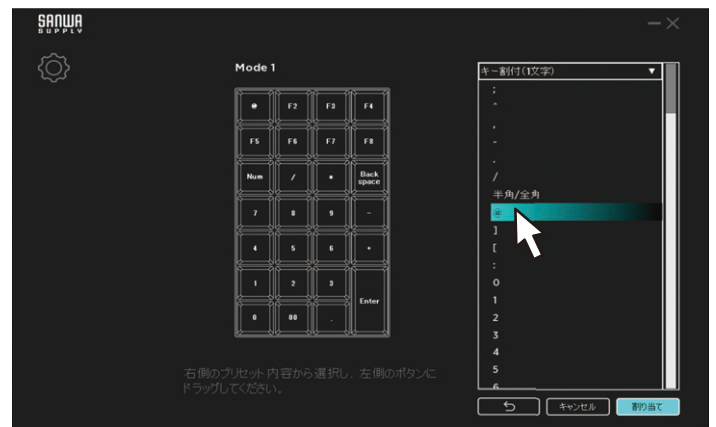 SANWA
SUPPLY
Mode 1
@ F2 F3 F4
F5 F6 F7 F8
Num / * Back space
7 8 9 -
4 5 6 +
1 2 3
Enter
0 00 .
右側のプリセット内容から選択し、左側のボタンに
ドラッグしてください。
キー割付(1文字) ▼
;
^
,
-
.
/
半角/全角
@
]
[
:
0
1
2
3
4
5
6
キャンセル
割り当て